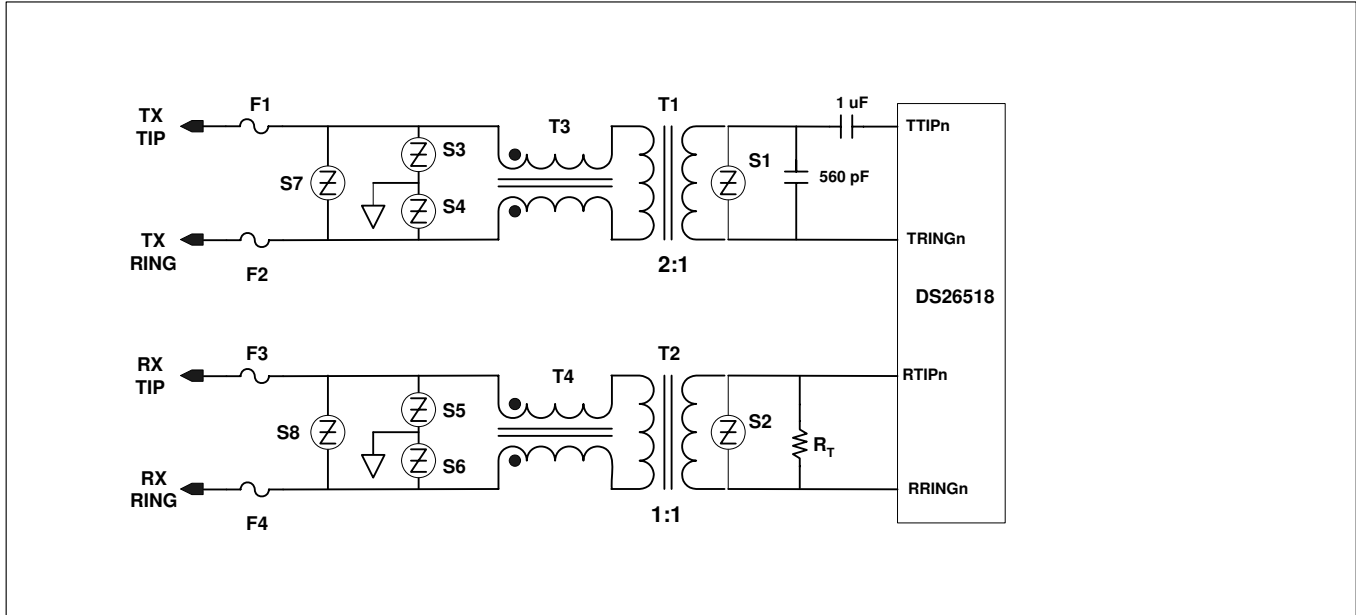 TX
TIP
F1
S7
S3
S4
T3
T1
S1
1 uF
560 pF
TTIPn
TX
RING
F2
2:1
TRINGn
DS26518
RX
TIP
F3
S8
S5
S6
T4
T2
S2
R_T
RTIPn
RX
RING
F4
1:1
RRINGn